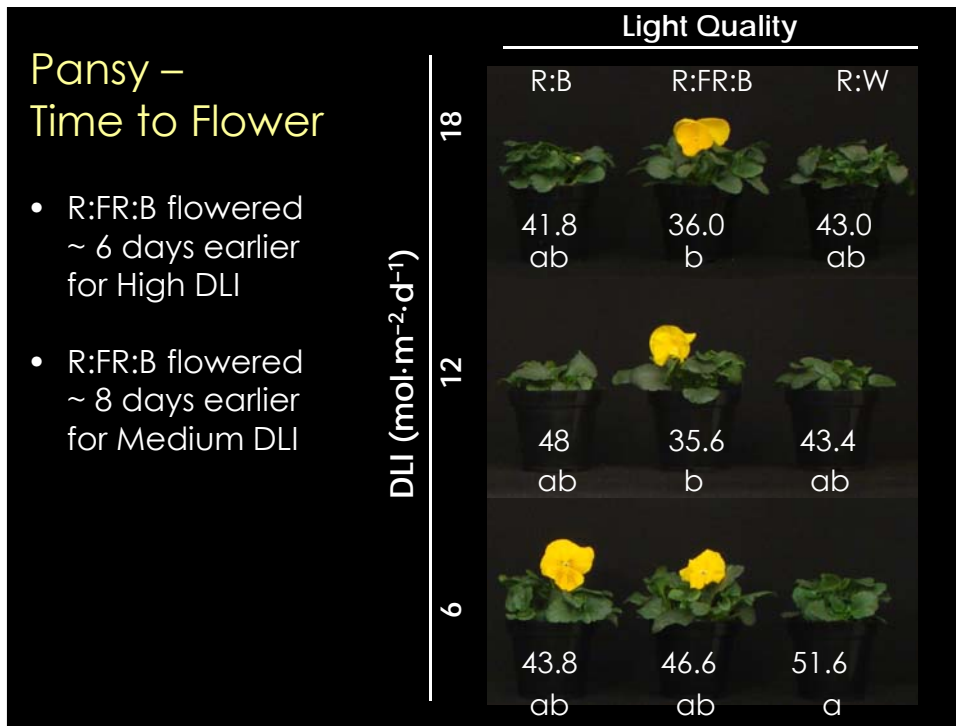 Pansy –
Time to Flower
• R:FR:B flowered
~ 6 days earlier
for High DLI
• R:FR:B flowered
~ 8 days earlier
for Medium DLI
Light Quality
DLI (mol·m⁻²·d⁻¹)
R:B R:FR:B R:W
18
41.8 36.0 43.0
ab b ab
12
48 35.6 43.4
ab b ab
6
43.8 46.6 51.6
ab ab a